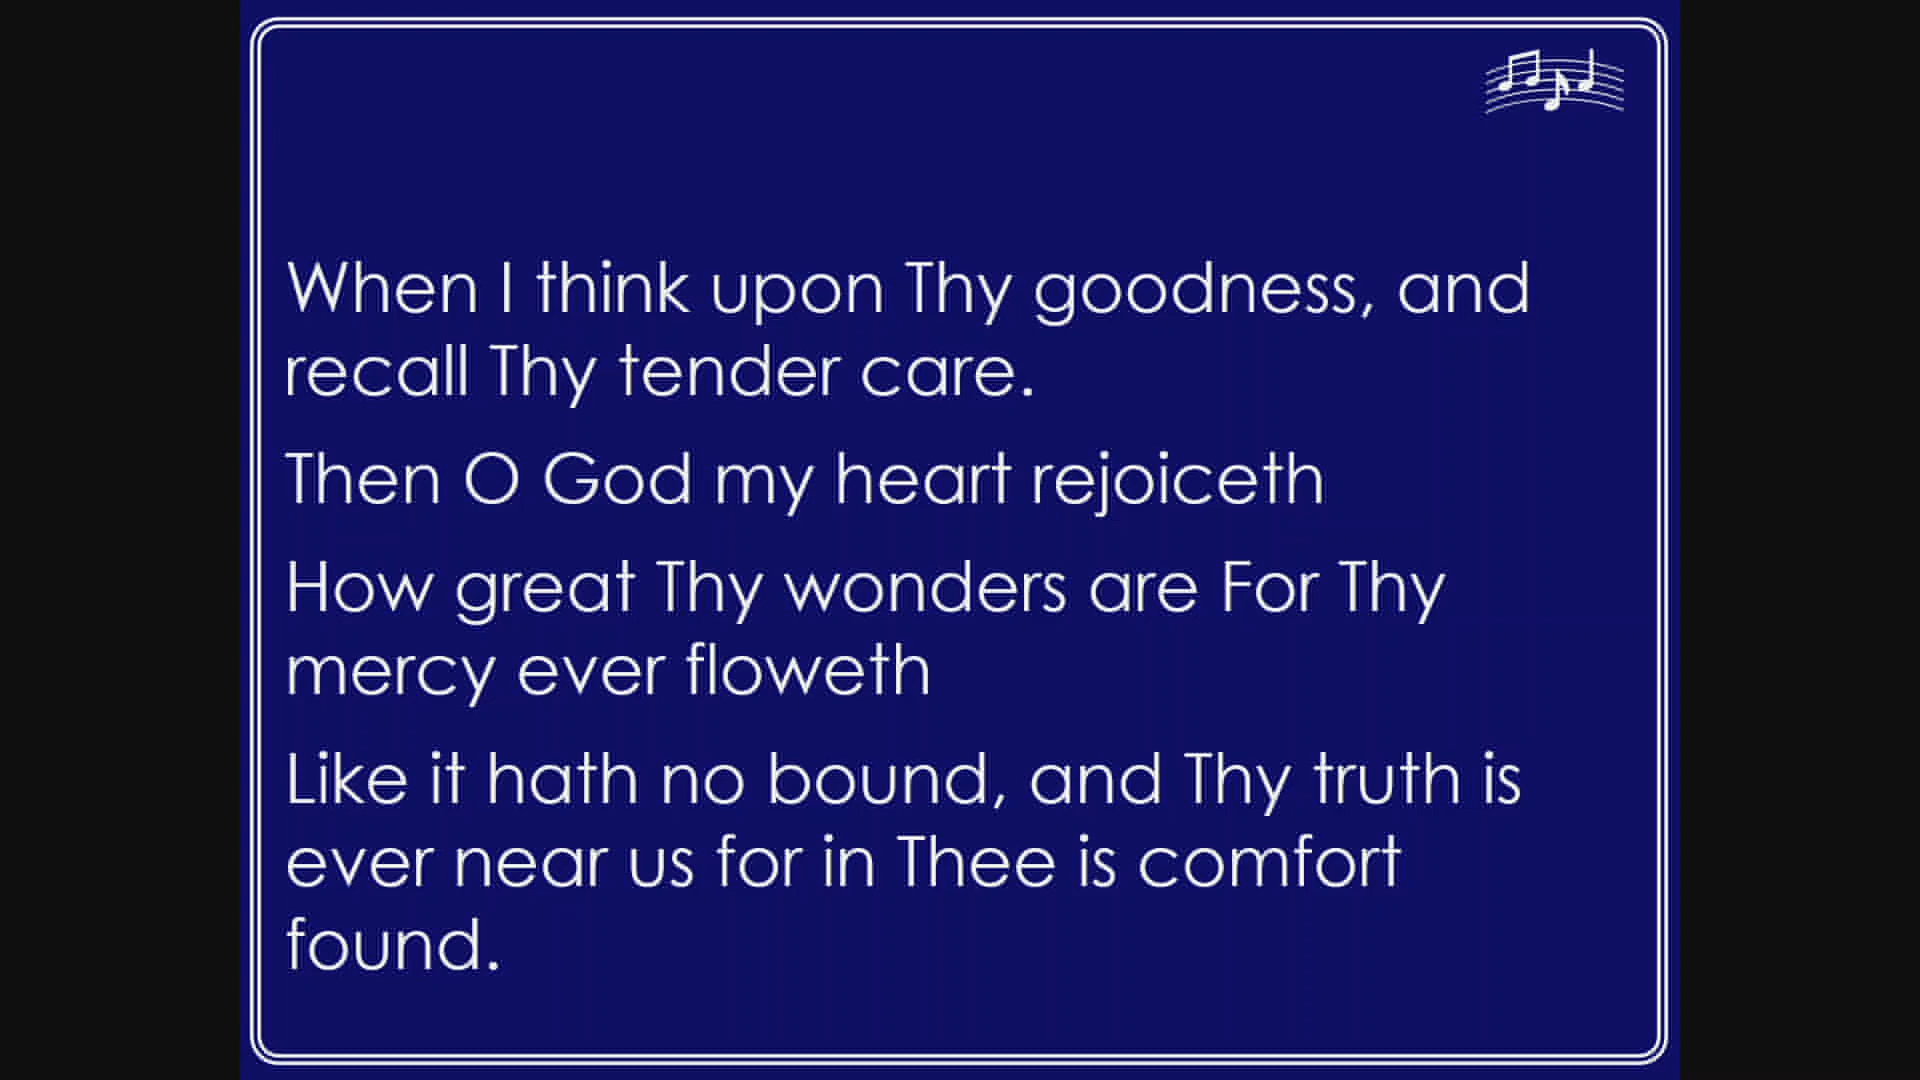 When I think upon Thy goodness, and
recall Thy tender care.
Then O God my heart rejoiceth
How great Thy wonders are For Thy
mercy ever floweth
Like it hath no bound, and Thy truth is
ever near us for in Thee is comfort
found.